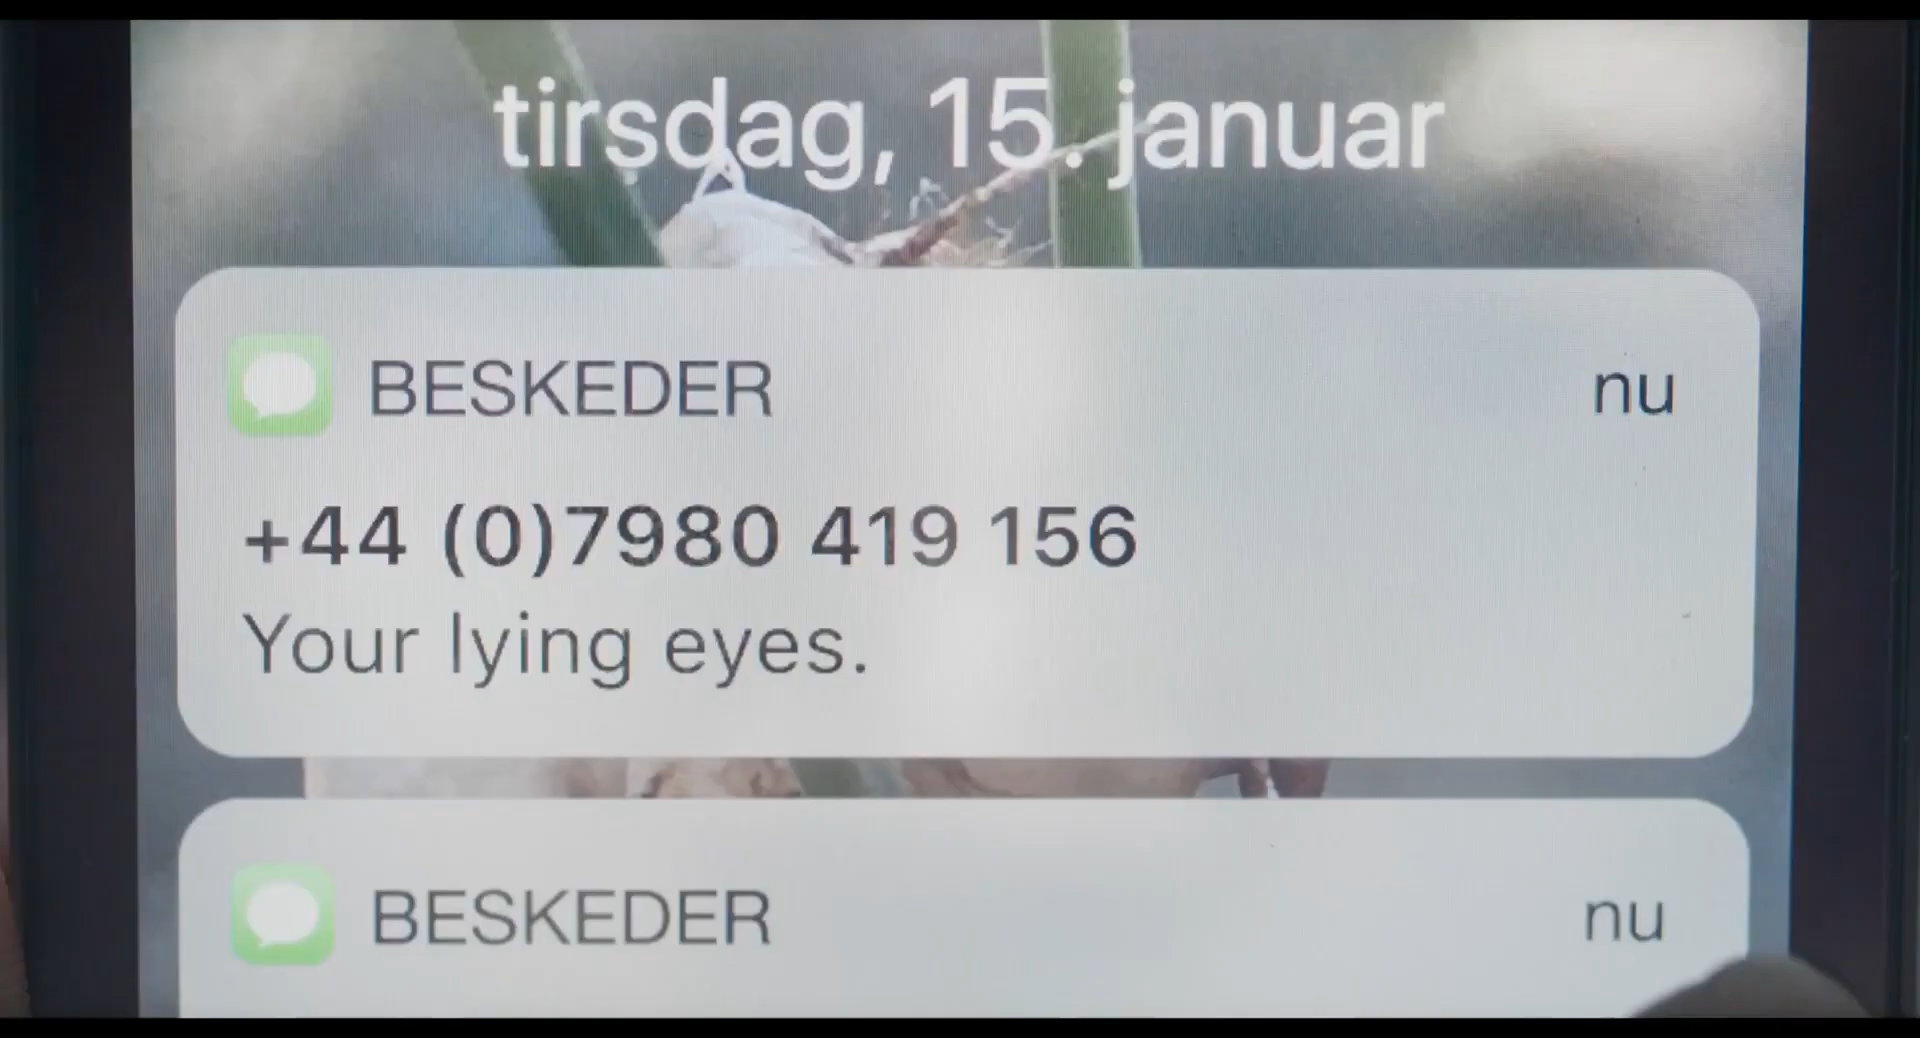 tirsdag, 15. januar
BESKEDER nu
+44 (0)7980 419 156
Your lying eyes.
BESKEDER nu